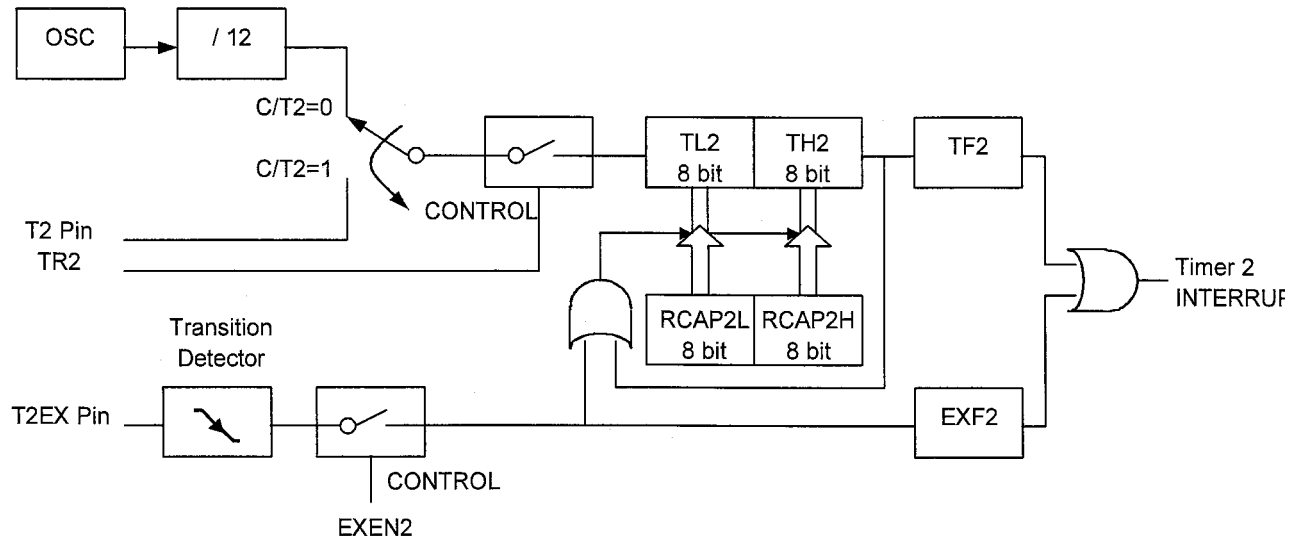 OSC
/ 12
C/T2=0
C/T2=1
CONTROL
T2 Pin
TR2
TL2
8 bit
TH2
8 bit
TF2
RCAP2L
8 bit
RCAP2H
8 bit
Timer 2
INTERRUF
Transition
Detector
T2EX Pin
CONTROL
EXEN2
EXF2